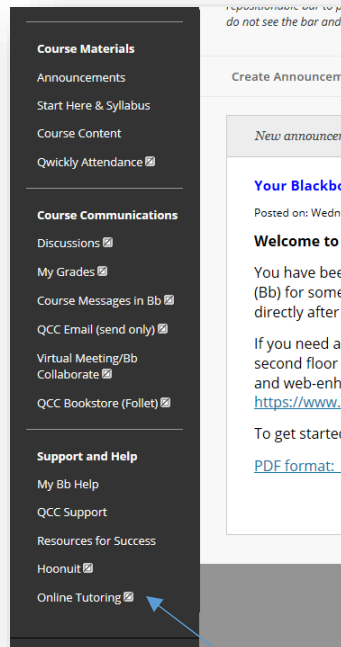 repositionable bar to p
do not see the bar and
Course Materials
Announcements
Start Here & Syllabus
Course Content
Qwickly Attendance
Course Communications
Discussions
My Grades
Course Messages in Bb
QCC Email (send only)
Virtual Meeting/Bb
Collaborate
QCC Bookstore (Follet)
Support and Help
My Bb Help
QCC Support
Resources for Success
Hoonuit
Online Tutoring
Create Announcem
New announcer
Your Blackbo
Posted on: Wedn
Welcome to
You have bee
(Bb) for some
directly after
If you need a
second floor
and web-enh
https://www.
To get started
PDF format: